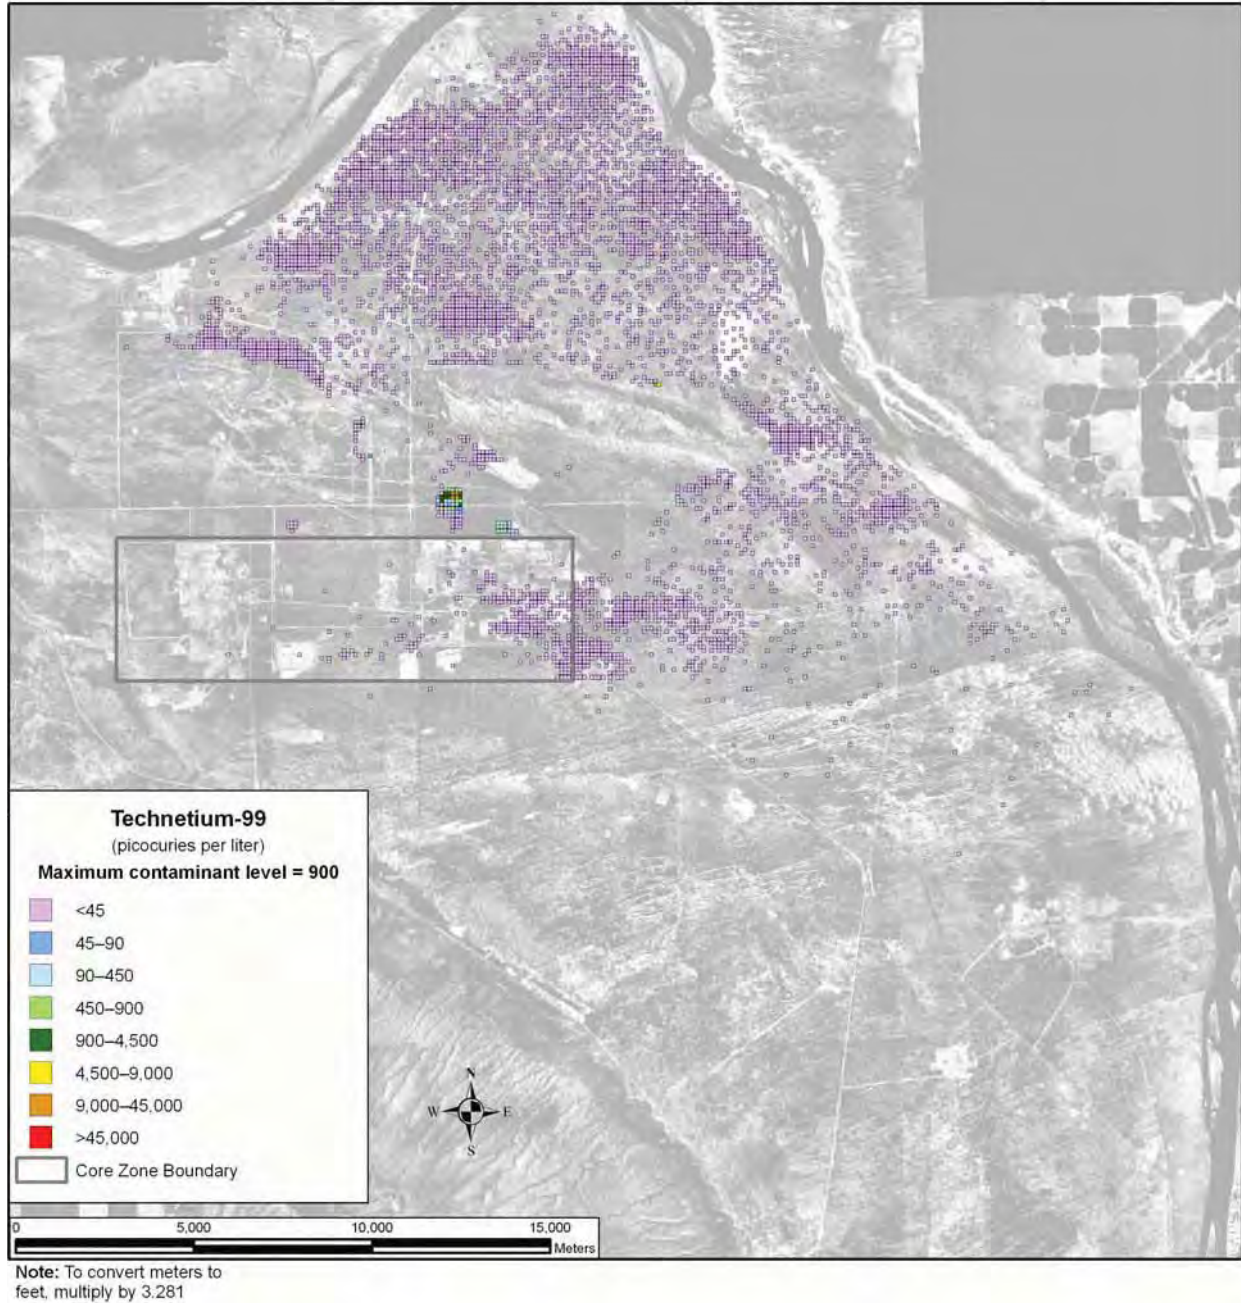 Technetium-99
(picocuries per liter)
Maximum contaminant level = 900
<45
45–90
90–450
450–900
900–4,500
4,500–9,000
9,000–45,000
>45,000
Core Zone Boundary
N
W E
S
0 5,000 10,000 15,000
Meters
Note: To convert meters to
feet, multiply by 3.281